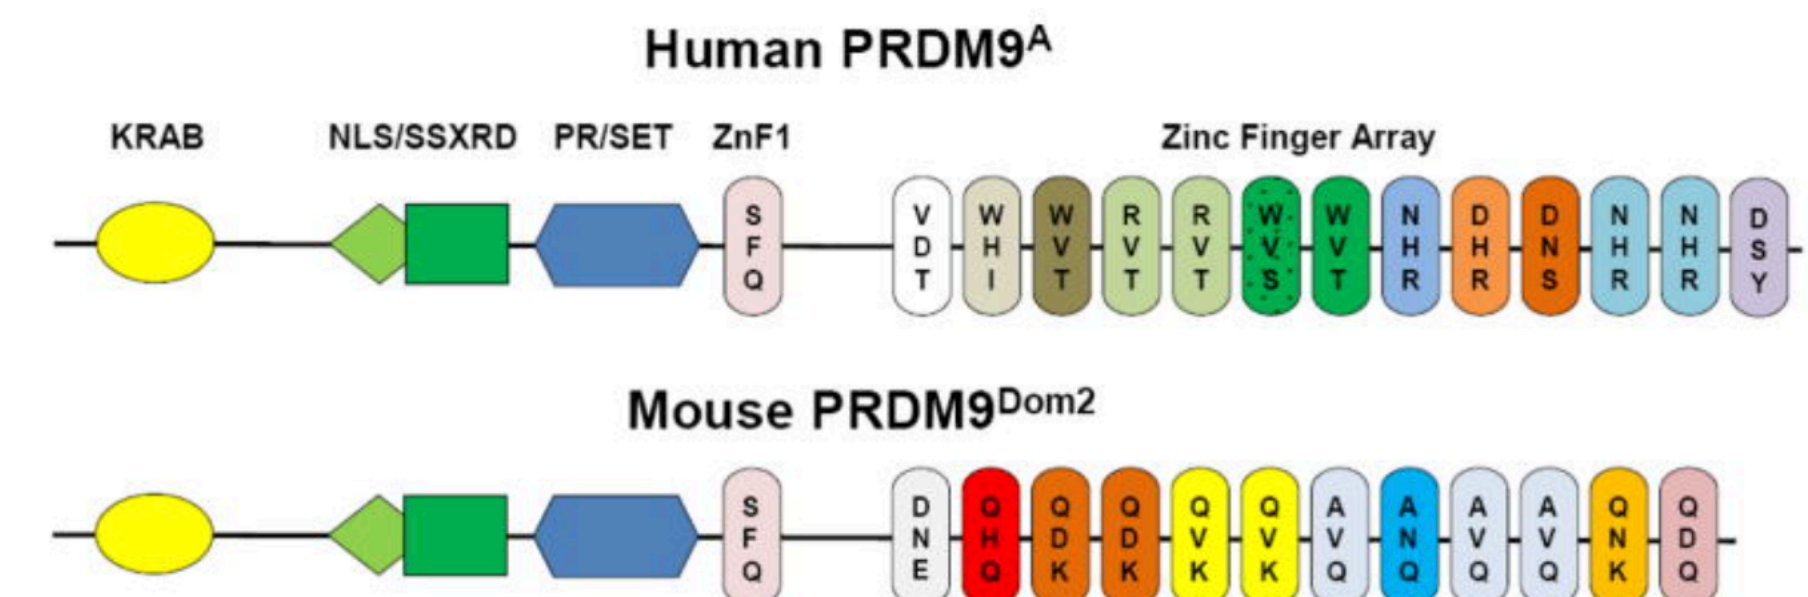 Human PRDM9ᴬ
KRAB NLS/SSXRD PR/SET ZnF1 Zinc Finger Array
S V W W R R W W N D D N N D
F D H V V V V V H H N H H S
Q T I T T T S T R R S R R Y
Mouse PRDM9ᴰᵒᵐ²
S D Q Q Q Q Q A A A A Q Q
F N H D D V V V N V V N D
Q E Q K K K K Q Q Q Q K Q